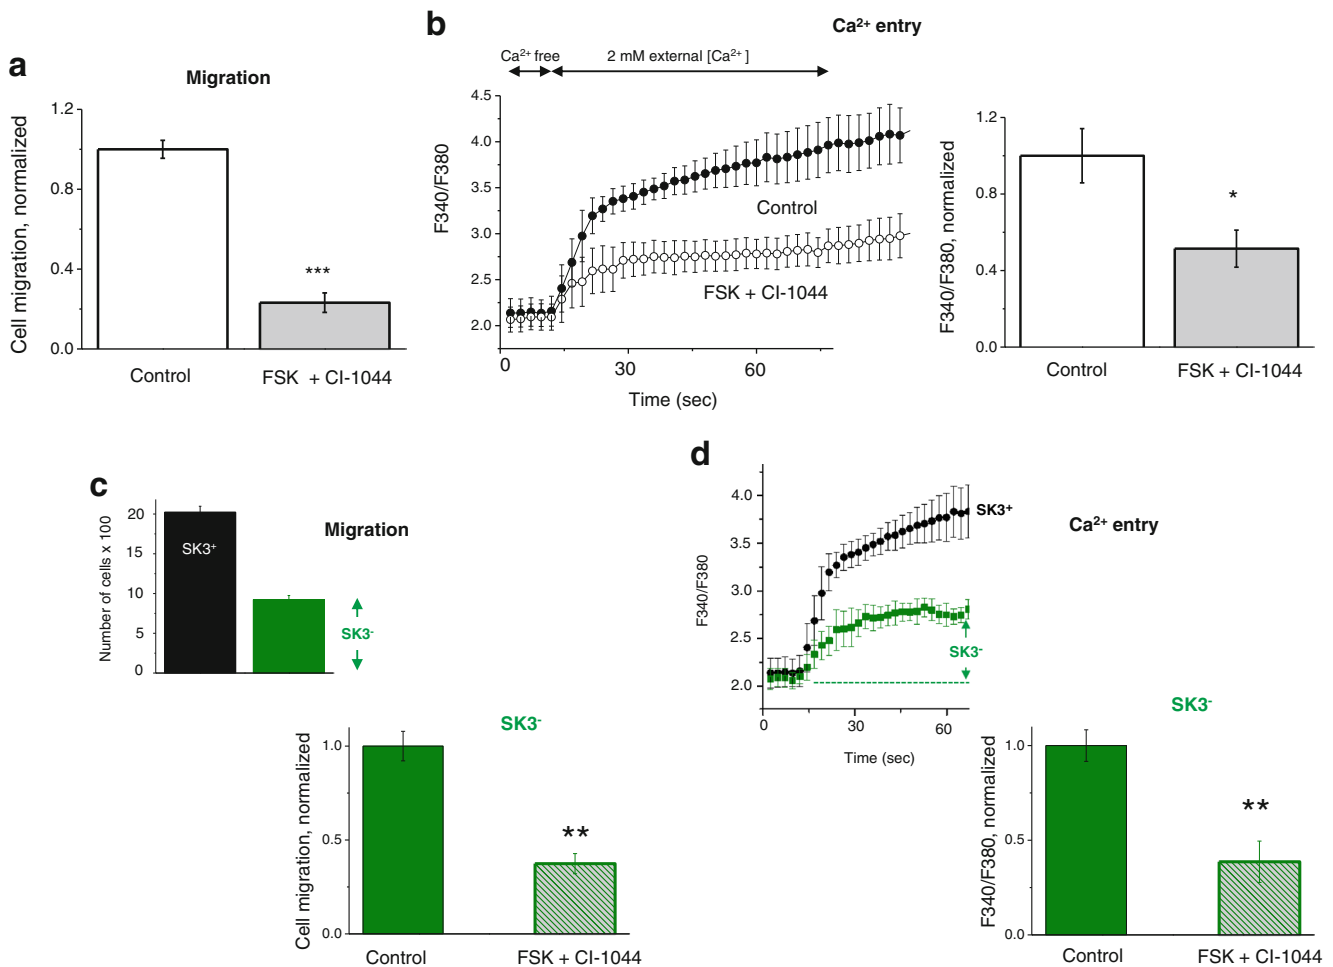 a
Migration
Cell migration, normalized
1.2
0.8
0.4
0.0
***
Control
FSK + CI-1044
b
Ca²⁺ entry
Ca²⁺ free
2 mM external [Ca²⁺ ]
F340/F380
4.5
4.0
3.5
3.0
2.5
2.0
Control
FSK + CI-1044
0
30
60
Time (sec)
F340/F380, normalized
1.2
0.8
0.4
0.0
*
Control
FSK + CI-1044
c
Migration
Number of cells x 100
20
15
10
5
0
SK3⁺
SK3⁻
SK3⁻
Cell migration, normalized
1.0
0.5
0.0
**
Control
FSK + CI-1044
d
Ca²⁺ entry
F340/F380
4.0
3.5
3.0
2.5
2.0
SK3⁺
SK3⁻
0
30
60
Time (sec)
SK3⁻
F340/F380, normalized
1.0
0.5
0.0
**
Control
FSK + CI-1044